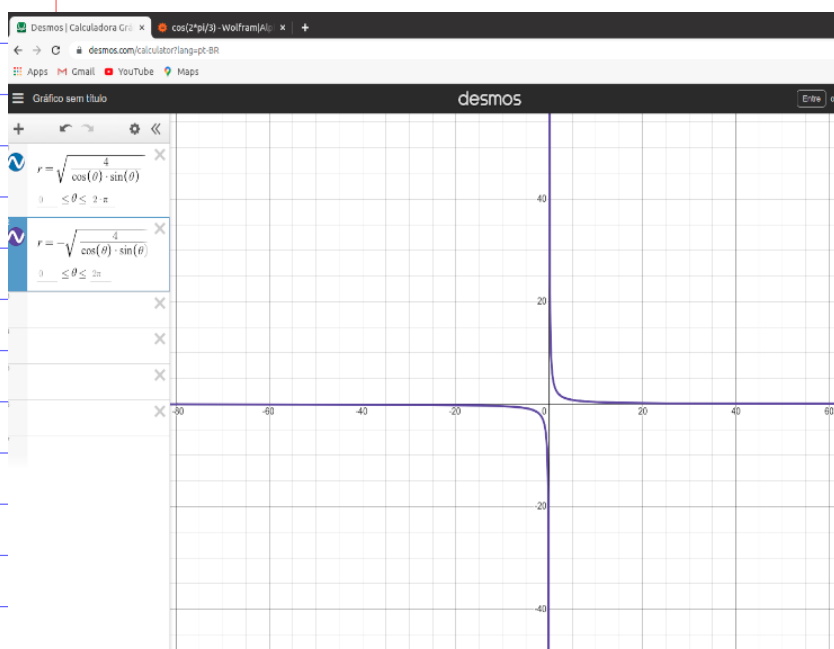 Desmos | Calculadora Grá × cos(2*pi/3) - Wolfram|Alp × +
desmos.com/calculator?lang=pt-BR
Apps Gmail YouTube Maps
Gráfico sem título desmos Entre
r = √(4 / (cos(θ) · sin(θ)))
0 ≤ θ ≤ 2 · π
r = −√(4 / (cos(θ) · sin(θ)
0 ≤ θ ≤ 2π
40
20
-80 -60 -40 -20 0 20 40 60
-20
-40